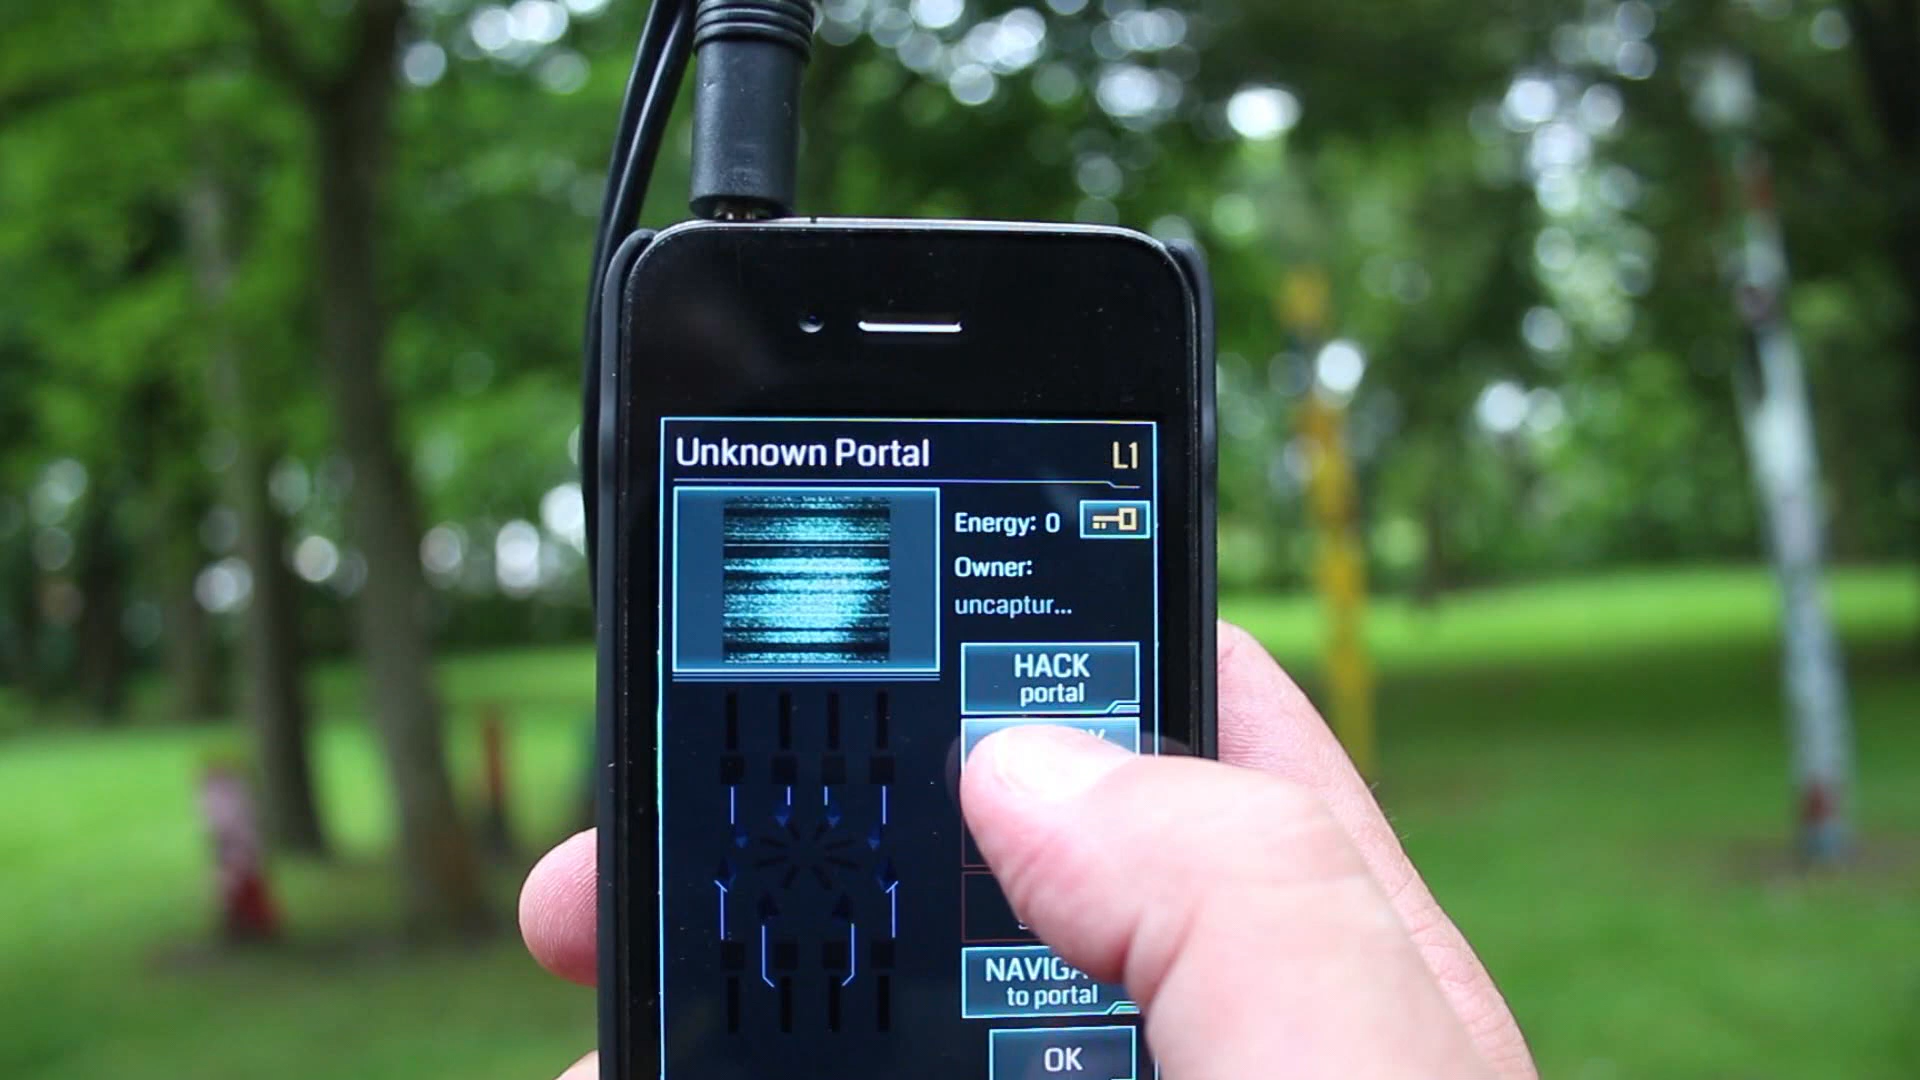 Unknown Portal
L1
Energy: 0
Owner:
uncaptur...
HACK
portal
to portal
OK